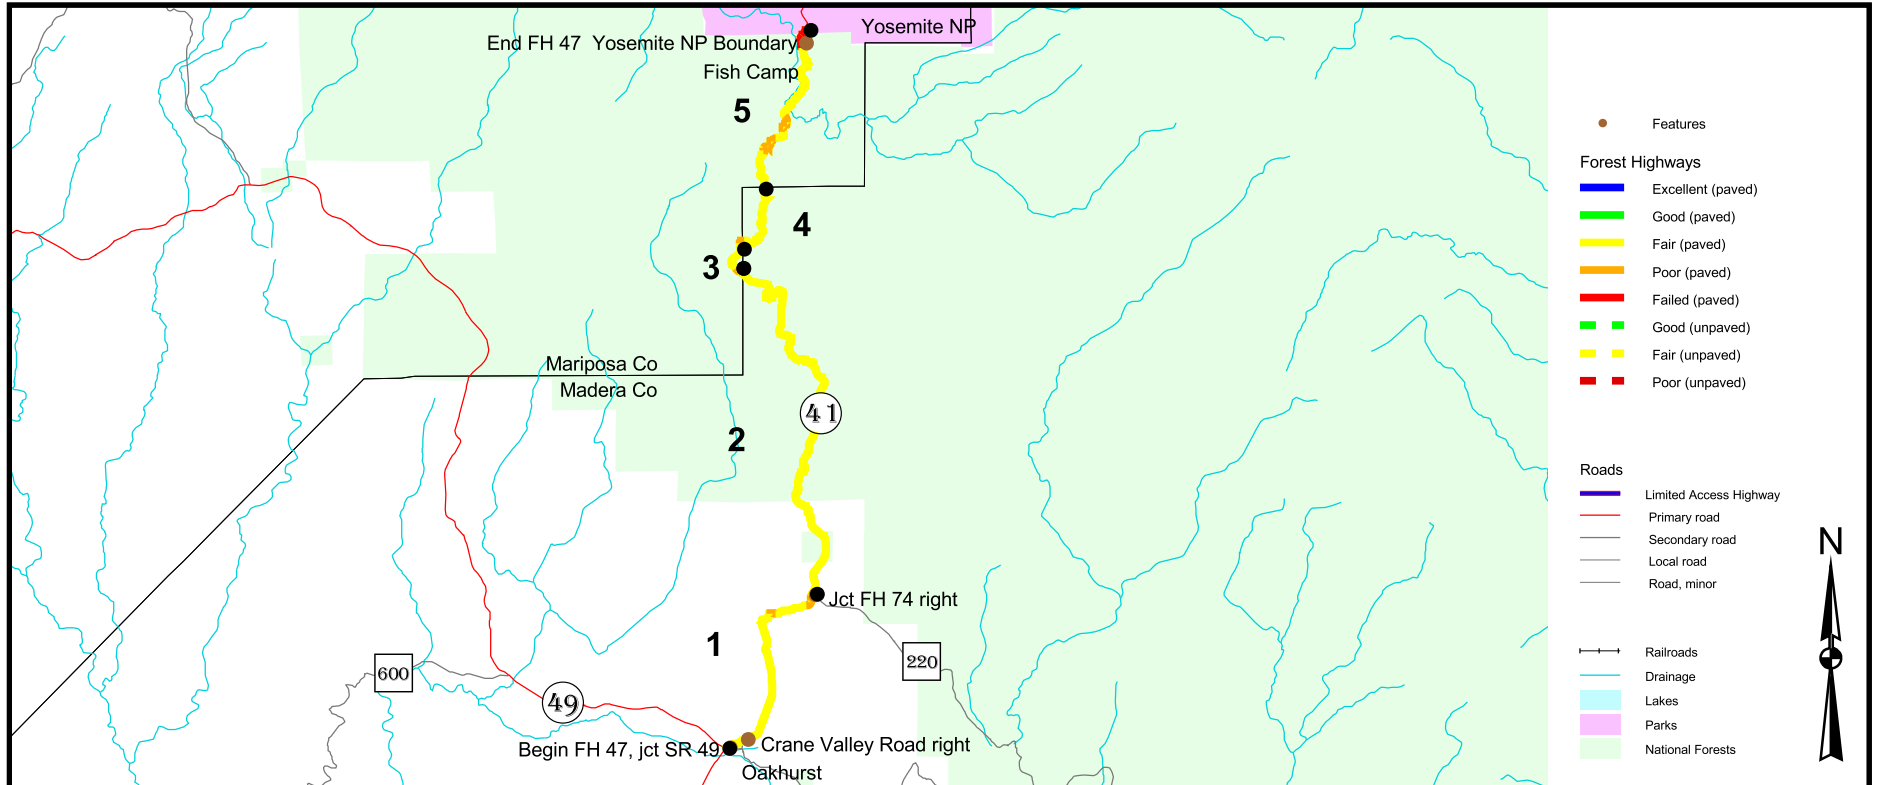 Yosemite NP
End FH 47  Yosemite NP Boundary
Fish Camp
5
4
3
Mariposa Co
Madera Co
41
2
Jct FH 74 right
1
220
600
49
Begin FH 47, jct SR 49
Crane Valley Road right
Oakhurst
Features
Forest Highways
Excellent (paved)
Good (paved)
Fair (paved)
Poor (paved)
Failed (paved)
Good (unpaved)
Fair (unpaved)
Poor (unpaved)
Roads
Limited Access Highway
Primary road
Secondary road
Local road
Road, minor
N
Railroads
Drainage
Lakes
Parks
National Forests